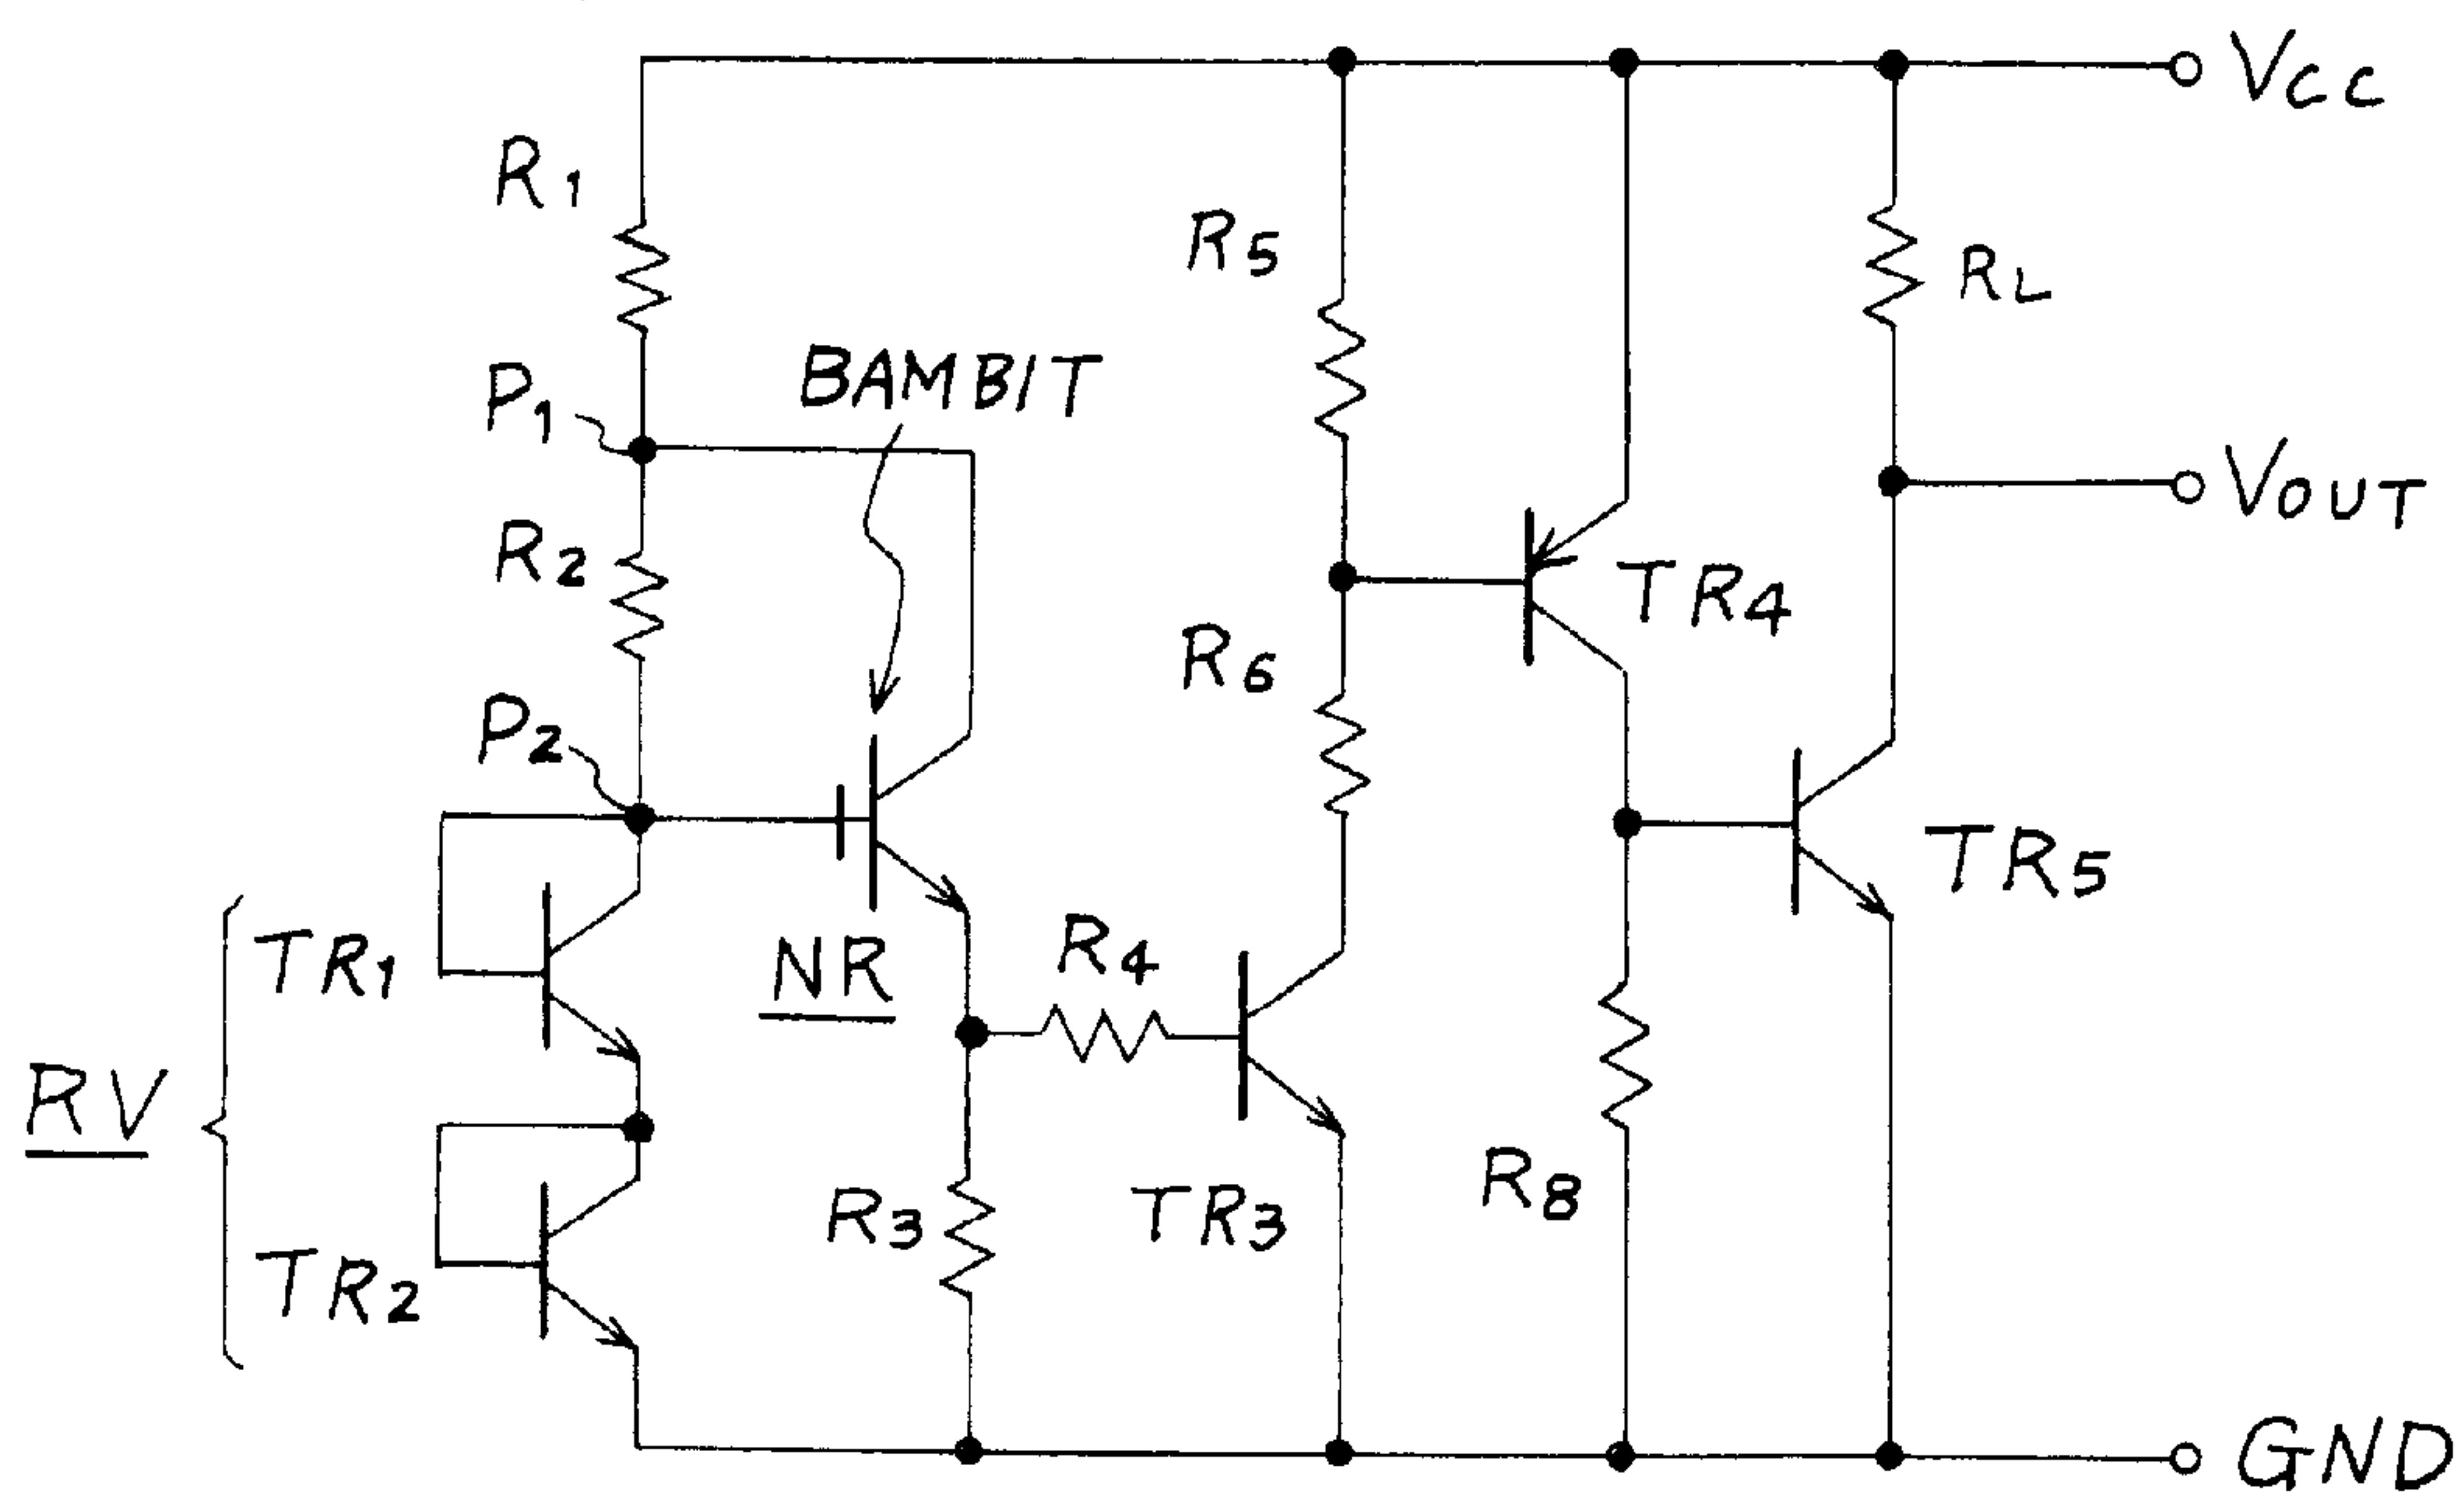 VCC
R1
R5
RL
BAMBIT
P1
VOUT
R2
TR4
R6
P2
TR5
TR1
NR
R4
RV
R8
R3
TR3
TR2
GND